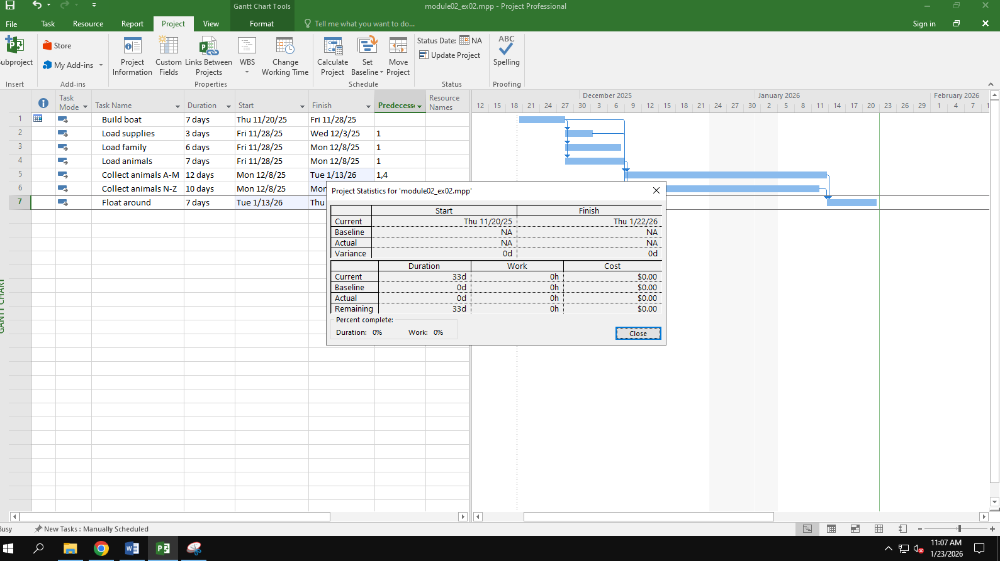 Gantt Chart Tools
module02_ex02.mpp - Project Professional
File Task Resource Report Project View Format Tell me what you want to do... Sign in
ubproject
Insert
Store
My Add-ins
Add-ins
Project Information
Custom Fields
Links Between Projects
WBS
Change Working Time
Properties
Calculate Project
Set Baseline
Move Project
Schedule
Status Date: NA
Update Project
Status
ABC
Spelling
Proofing
Task Mode Task Name Duration Start Finish Predecess Resource Names
December 2025 January 2026 February 2026
12 15 18 21 24 27 30 3 6 9 12 15 18 21 24 27 30 2 5 8 11 14 17 20 23 26 29 1 4 7 1
1 Build boat 7 days Thu 11/20/25 Fri 11/28/25
2 Load supplies 3 days Fri 11/28/25 Wed 12/3/25 1
3 Load family 6 days Fri 11/28/25 Mon 12/8/25 1
4 Load animals 7 days Fri 11/28/25 Mon 12/8/25 1
5 Collect animals A-M 12 days Mon 12/8/25 Tue 1/13/26 1,4
6 Collect animals N-Z 10 days Mon 12/8/25 Mon
7 Float around 7 days Tue 1/13/26 Thu
GANTT CHART
Project Statistics for 'module02_ex02.mpp'
Start Finish
Current Thu 11/20/25 Thu 1/22/26
Baseline NA NA
Actual NA NA
Variance 0d 0d
Duration Work Cost
Current 33d 0h $0.00
Baseline 0d 0h $0.00
Actual 0d 0h $0.00
Remaining 33d 0h $0.00
Percent complete:
Duration: 0% Work: 0%
Close
usy New Tasks : Manually Scheduled
11:07 AM
1/23/2026